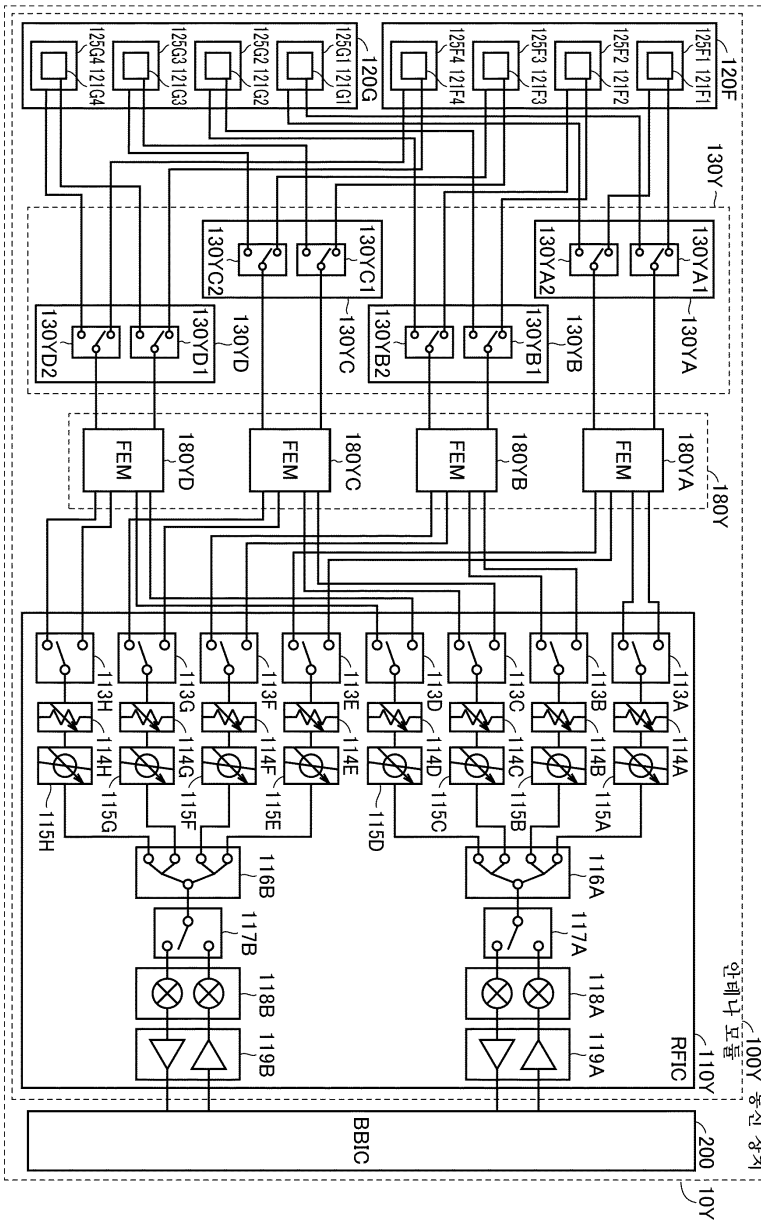 10Y
통신 장치
100Y
안테나 모듈
120F
125F1
121F1
125F2
121F2
125F3
121F3
125F4
121F4
120G
125G1
121G1
125G2
121G2
125G3
121G3
125G4
121G4
130Y
130YA1
130YA2
130YA
130YB1
130YB2
130YB
130YC1
130YC2
130YC
130YD1
130YD2
130YD
180Y
FEM
180YA
FEM
180YB
FEM
180YC
FEM
180YD
110Y
RFIC
113A
113B
113C
113D
113E
113F
113G
113H
114A
114B
114C
114D
114E
114F
114G
114H
115A
115B
115C
115D
115E
115F
115G
115H
116A
116B
117A
117B
118A
118B
119A
119B
200
BBIC